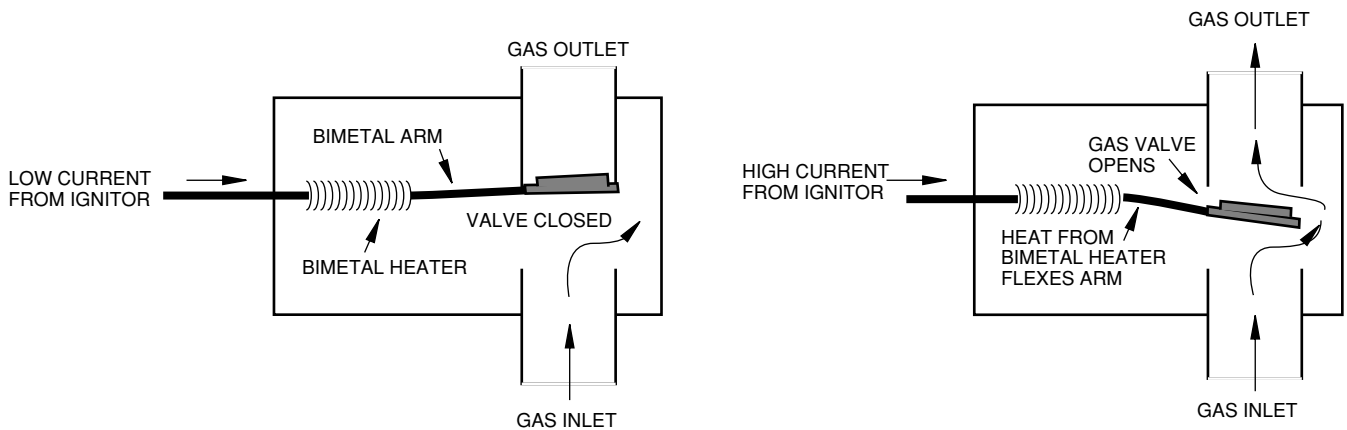 GAS OUTLET
BIMETAL ARM
LOW CURRENT
FROM IGNITOR
VALVE CLOSED
BIMETAL HEATER
GAS INLET
GAS OUTLET
GAS VALVE
OPENS
HIGH CURRENT
FROM IGNITOR
HEAT FROM
BIMETAL HEATER
FLEXES ARM
GAS INLET